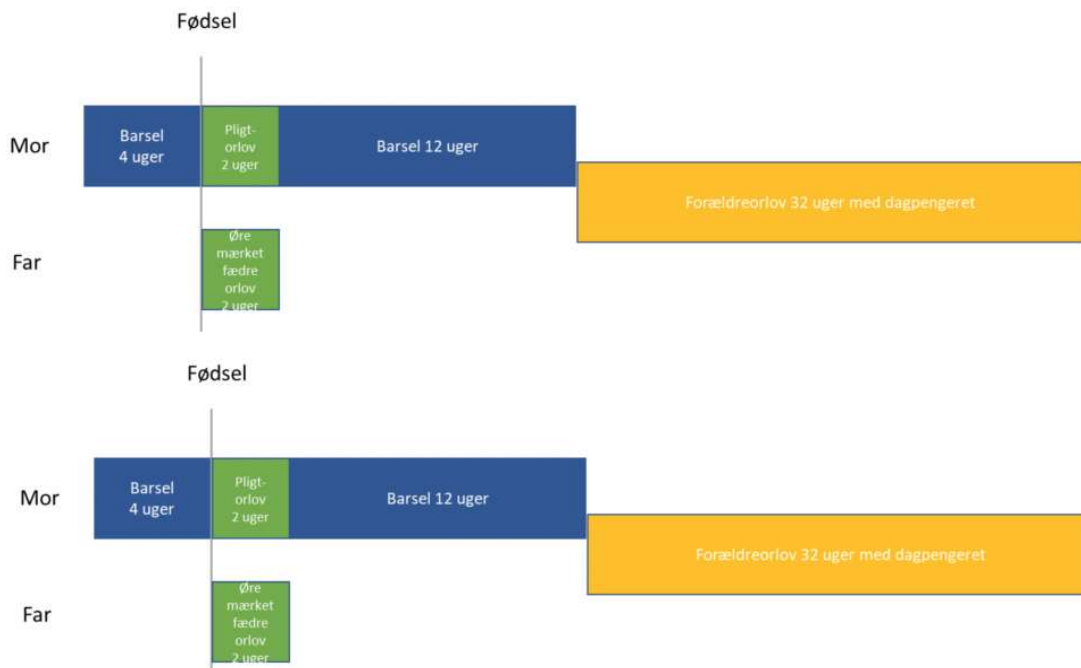 Fødsel
Mor
Barsel
4 uger
Pligt-
orlov
2 uger
Barsel 12 uger
Forældreorlov 32 uger med dagpengeret
Far
Øre
mærket
fædre
orlov
2 uger
Fødsel
Mor
Barsel
4 uger
Pligt-
orlov
2 uger
Barsel 12 uger
Forældreorlov 32 uger med dagpengeret
Far
Øre
mærket
fædre
orlov
2 uger